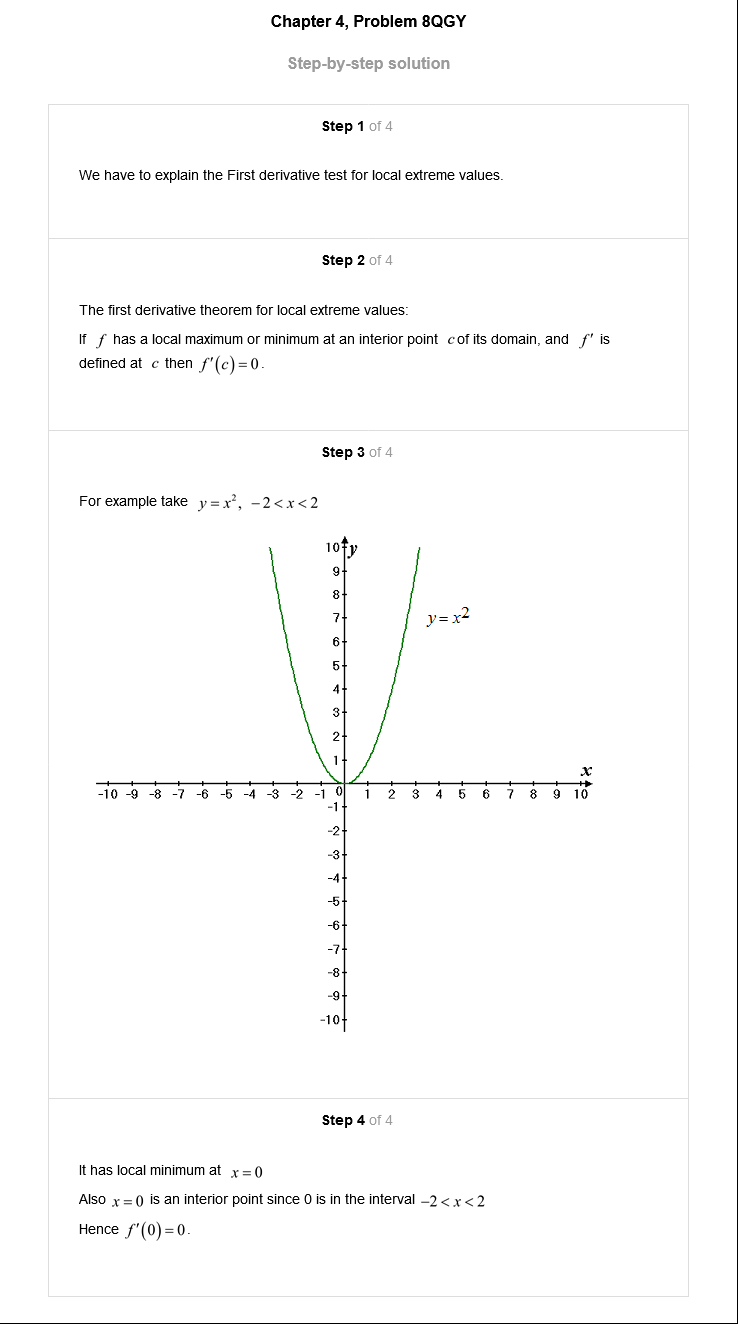 Chapter 4, Problem 8QGY
Step-by-step solution
Step 1 of 4
We have to explain the First derivative test for local extreme values.
Step 2 of 4
The first derivative theorem for local extreme values:
If f has a local maximum or minimum at an interior point c of its domain, and f′ is
defined at c then f′(c)=0.
Step 3 of 4
For example take y=x², −2<x<2
10 y
9
8
7 y=x2
6
5
4
3
2
1
x
-10 -9 -8 -7 -6 -5 -4 -3 -2 -1 0 1 2 3 4 5 6 7 8 9 10
-1
-2
-3
-4
-5
-6
-7
-8
-9
-10
Step 4 of 4
It has local minimum at x=0
Also x=0 is an interior point since 0 is in the interval −2<x<2
Hence f′(0)=0.